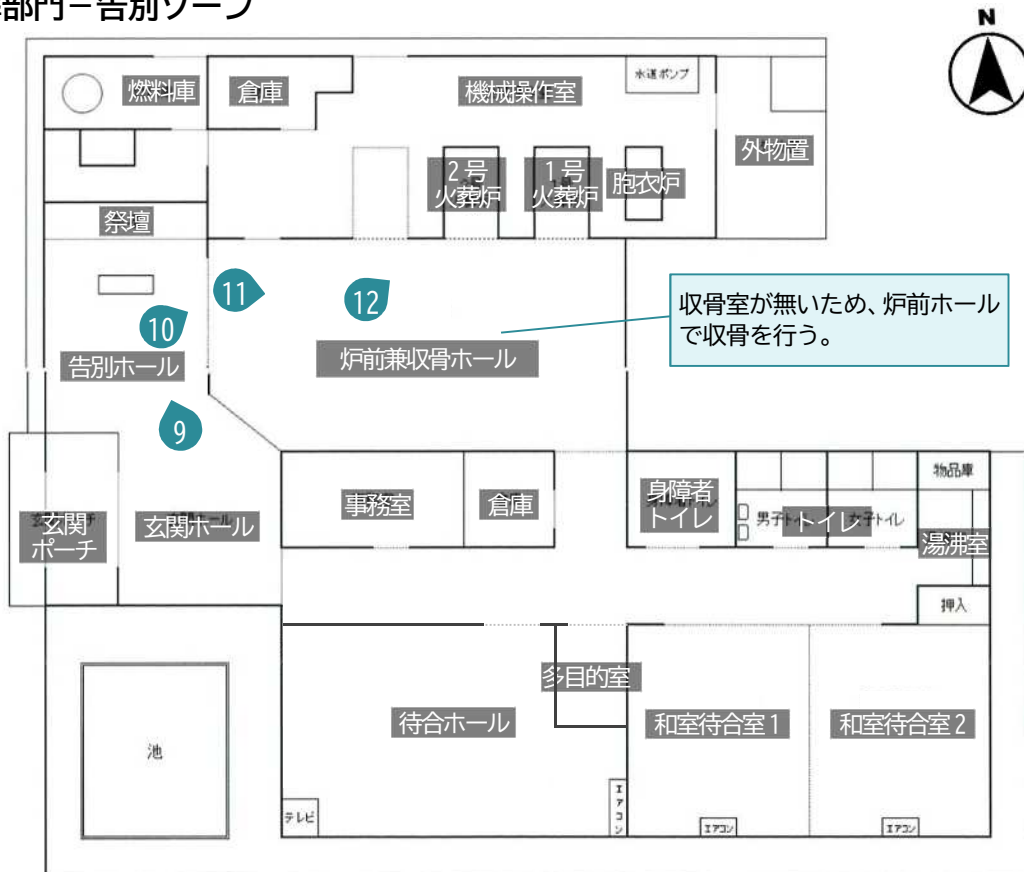 部門－告別ゾーン
N
燃料庫
倉庫
機械操作室
水道ポンプ
外物置
2号
火葬炉
1号
火葬炉
胞衣炉
祭壇
11
12
10
収骨室が無いため、炉前ホール
で収骨を行う。
告別ホール
炉前兼収骨ホール
9
玄関
ポーチ
玄関ホール
事務室
倉庫
身障者
トイレ
男子トイレ
トイレ
女子トイレ
物品庫
湯沸室
押入
多目的室
待合ホール
和室待合室1
和室待合室2
池
テレビ
エアコン
エアコン
エアコン